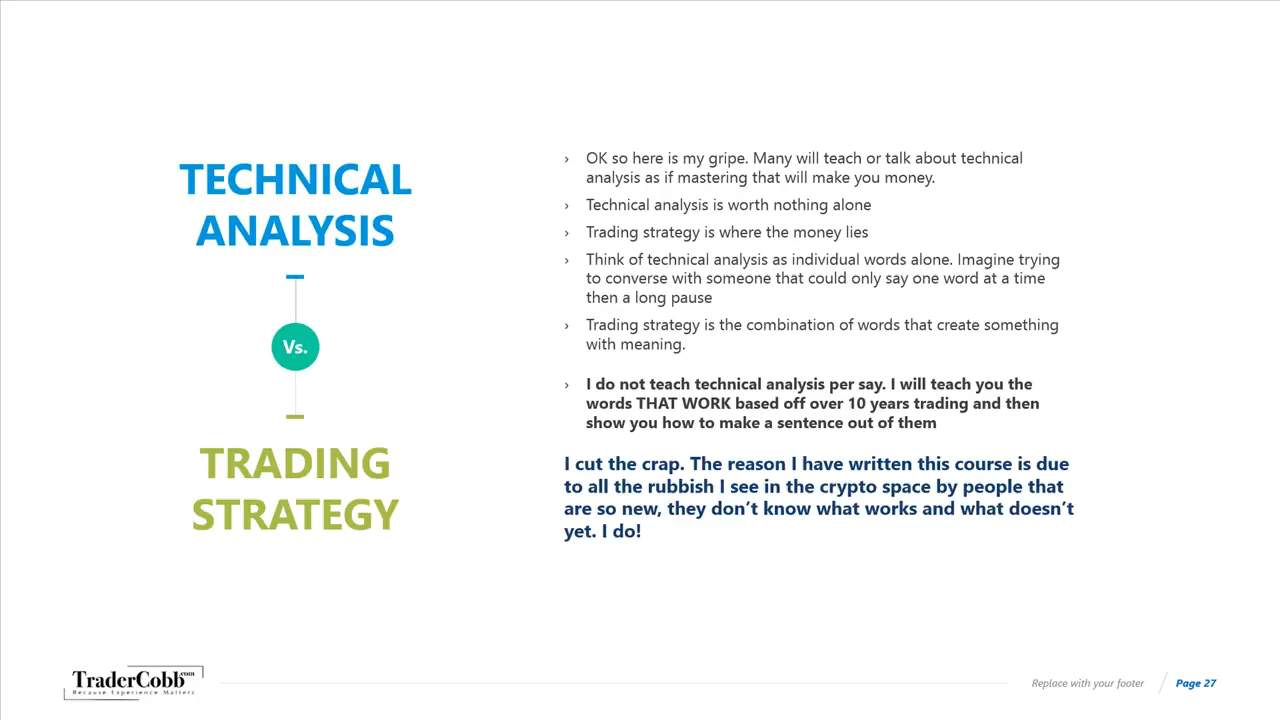 TECHNICAL
ANALYSIS
Vs.
TRADING
STRATEGY
› OK so here is my gripe. Many will teach or talk about technical
analysis as if mastering that will make you money.
› Technical analysis is worth nothing alone
› Trading strategy is where the money lies
› Think of technical analysis as individual words alone. Imagine trying
to converse with someone that could only say one word at a time
then a long pause
› Trading strategy is the combination of words that create something
with meaning.
› I do not teach technical analysis per say. I will teach you the
words THAT WORK based off over 10 years trading and then
show you how to make a sentence out of them
I cut the crap. The reason I have written this course is due
to all the rubbish I see in the crypto space by people that
are so new, they don’t know what works and what doesn’t
yet. I do!
TraderCobb.com
Because Experience Matters
Replace with your footer
Page 27